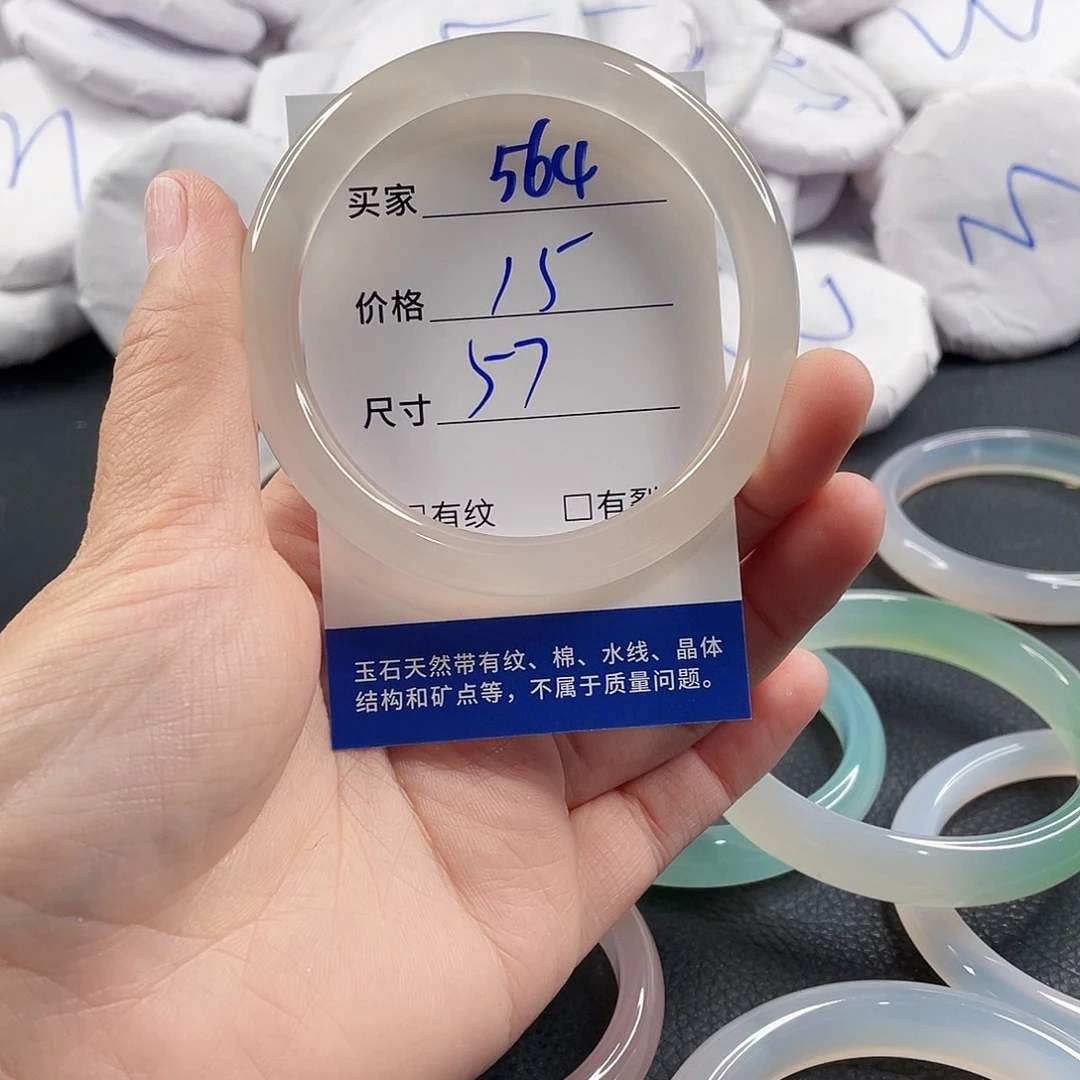 买家 564
价格 15
尺寸 57
有纹 □有裂
玉石天然带有纹、棉、水线、晶体
结构和矿点等，不属于质量问题。